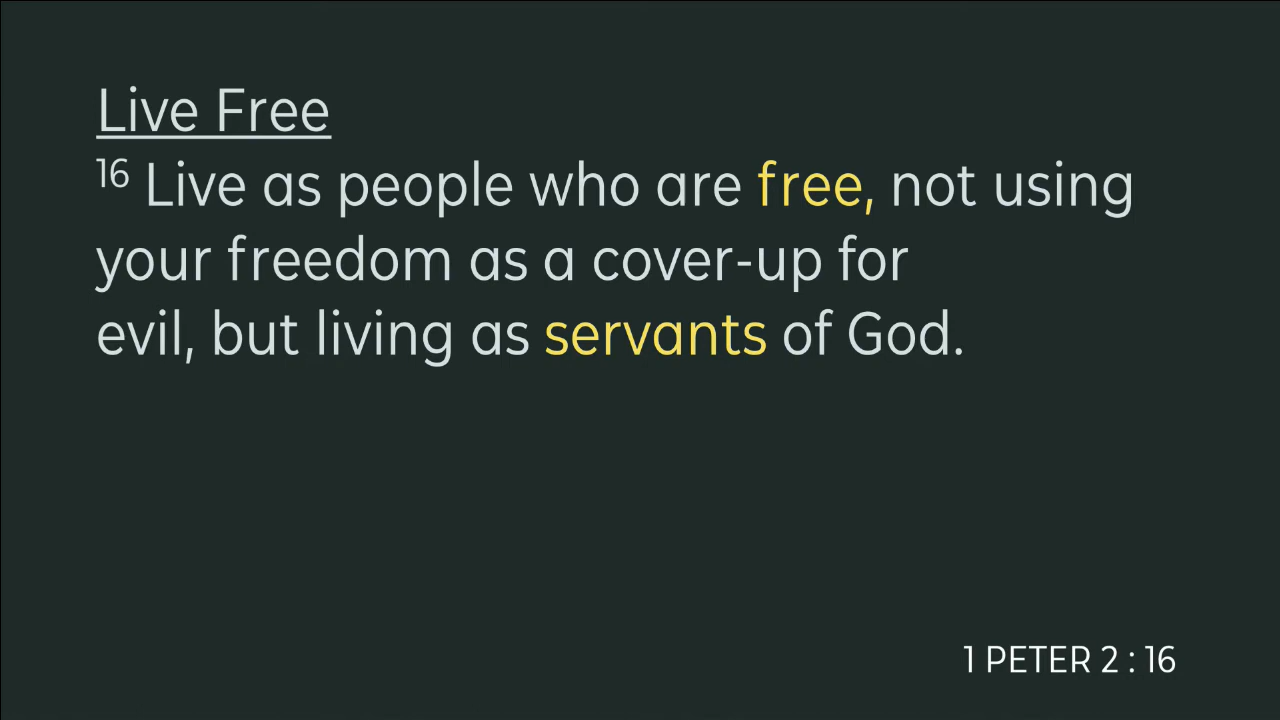 Live Free
16 Live as people who are free, not using
your freedom as a cover-up for
evil, but living as servants of God.
1 PETER 2 : 16